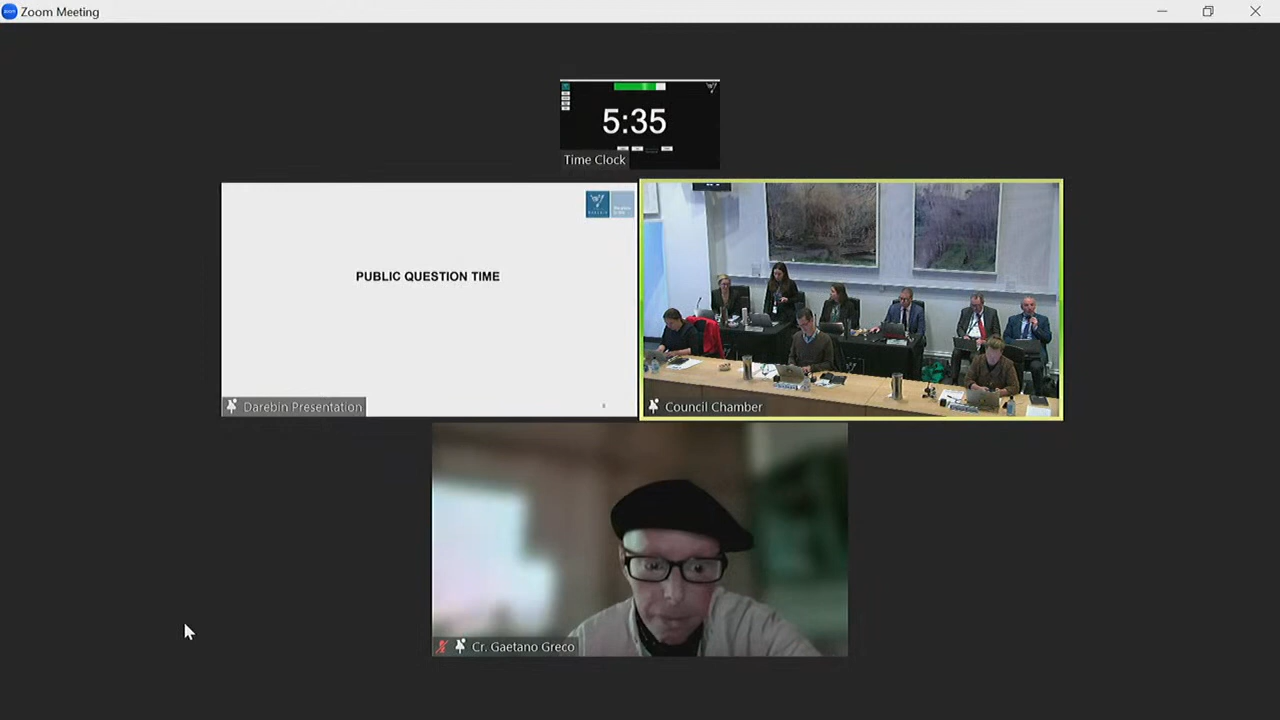 Zoom Meeting
5:35
Time Clock
PUBLIC QUESTION TIME
Darebin Presentation
Council Chamber
Cr. Gaetano Greco